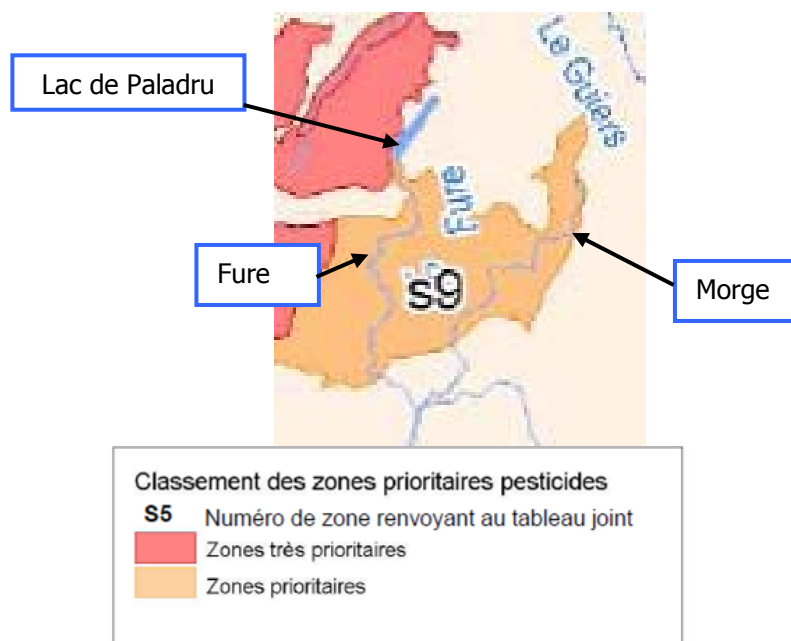 Lac de Paladru
Le Guiers
Fure
Fure
s9
Morge
Classement des zones prioritaires pesticides
S5 Numéro de zone renvoyant au tableau joint
Zones très prioritaires
Zones prioritaires